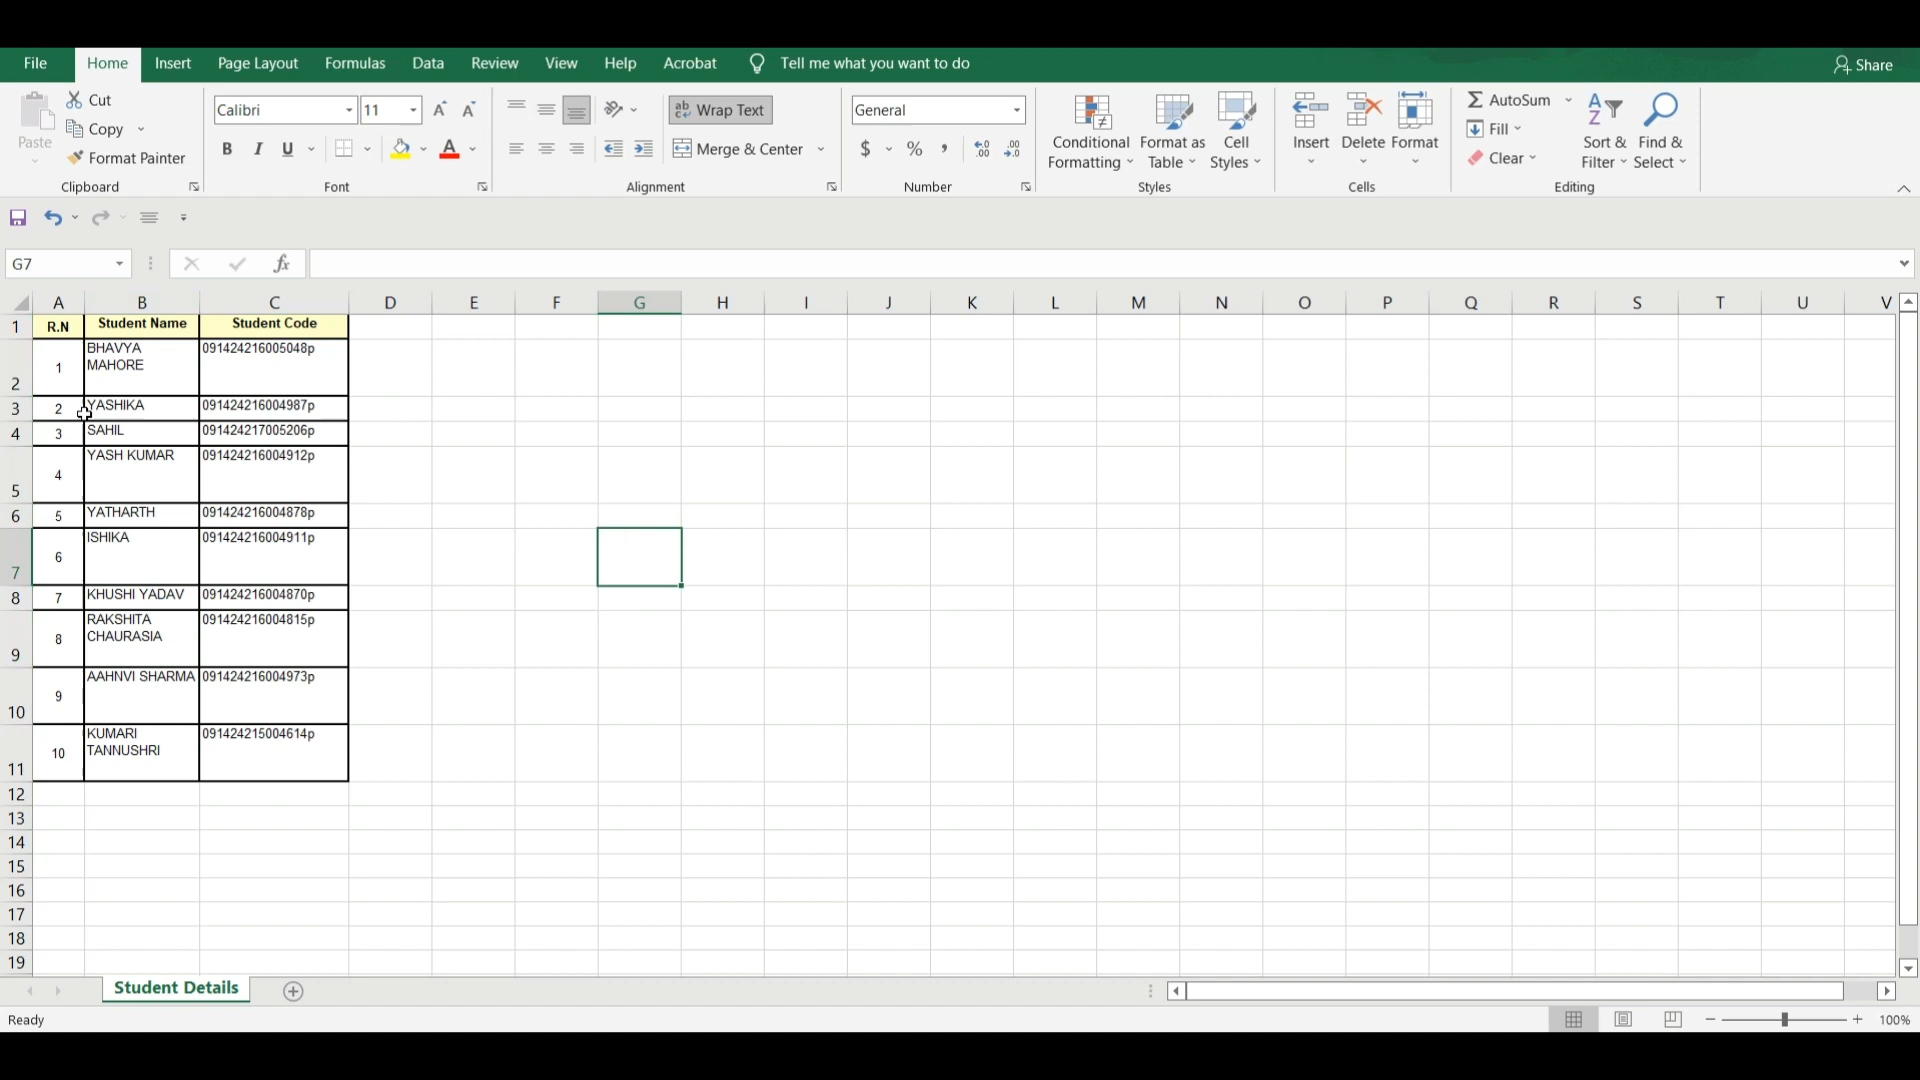 File Home Insert Page Layout Formulas Data Review View Help Acrobat Tell me what you want to do Share
Paste
Cut
Copy
Format Painter
Clipboard
Calibri 11
B I U A
Font
ab Wrap Text
Merge & Center
Alignment
General
$ % ,
Number
Conditional Formatting
Format as Table
Cell Styles
Styles
Insert Delete Format
Cells
AutoSum
Fill
Clear
Sort & Filter
Find & Select
Editing
G7 fx
A B C D E F G H I J K L M N O P Q R S T U V
1 R.N Student Name Student Code
2 1 BHAVYA MAHORE 091424216005048p
3 2 YASHIKA 091424216004987p
4 3 SAHIL 091424217005206p
5 4 YASH KUMAR 091424216004912p
6 5 YATHARTH 091424216004878p
7 6 ISHIKA 091424216004911p
8 7 KHUSHI YADAV 091424216004870p
9 8 RAKSHITA CHAURASIA 091424216004815p
10 9 AAHNVI SHARMA 091424216004973p
11 10 KUMARI TANNUSHRI 091424215004614p
12
13
14
15
16
17
18
19
Student Details
Ready 100%